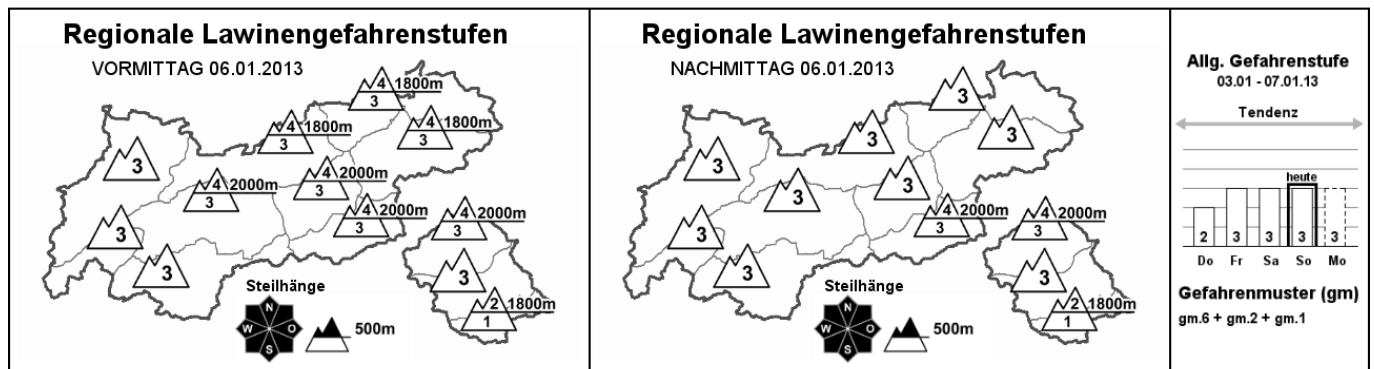 Regionale Lawinengefahrenstufen
VORMITTAG 06.01.2013
4 1800m
3
4 1800m
3
4 1800m
3
3
4 2000m
3
4 2000m
3
4 2000m
3
4 2000m
3
3
3
3
2 1800m
1
Steilhänge
N
W O
S
500m
Regionale Lawinengefahrenstufen
NACHMITTAG 06.01.2013
3
3
3
3
3
3
4 2000m
3
4 2000m
3
3
3
3
2 1800m
1
Steilhänge
N
W O
S
500m
Allg. Gefahrenstufe
03.01 - 07.01.13
Tendenz
heute
2 3 3 3 3
Do Fr Sa So Mo
Gefahrenmuster (gm)
gm.6 + gm.2 + gm.1